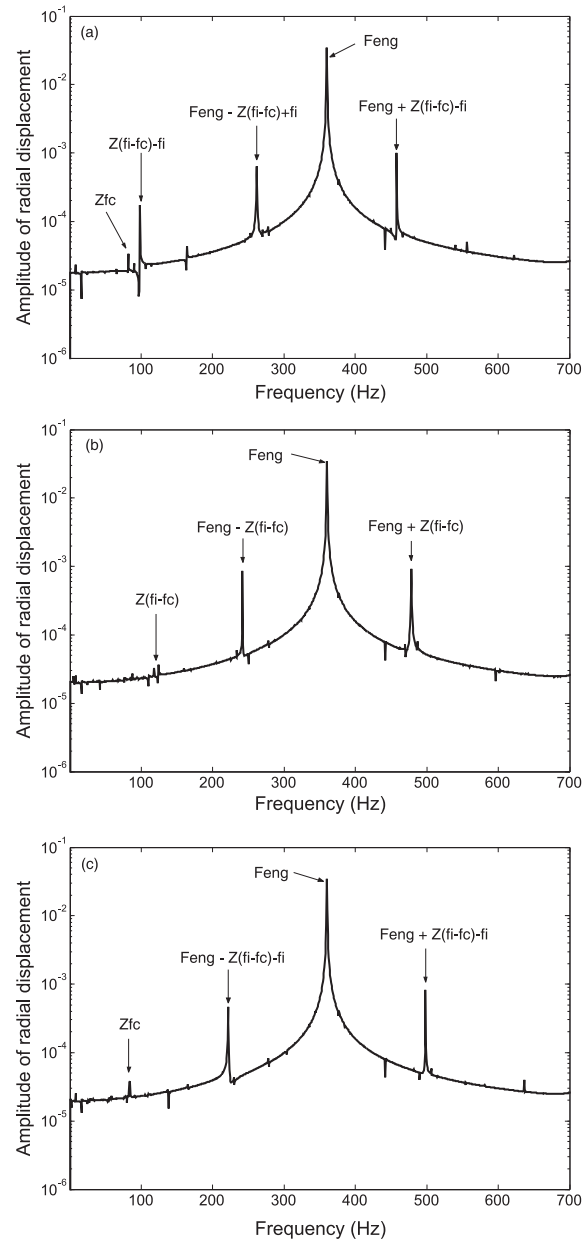 (a)
Feng
Feng - Z(fi-fc)+fi
Feng + Z(fi-fc)-fi
Z(fi-fc)-fi
Zfc
Amplitude of radial displacement
10-1
10-2
10-3
10-4
10-5
10-6
100 200 300 400 500 600 700
Frequency (Hz)
(b)
Feng
Feng - Z(fi-fc)
Feng + Z(fi-fc)
Z(fi-fc)
Amplitude of radial displacement
10-1
10-2
10-3
10-4
10-5
10-6
100 200 300 400 500 600 700
Frequency (Hz)
(c)
Feng
Feng - Z(fi-fc)-fi
Feng + Z(fi-fc)-fi
Zfc
Amplitude of radial displacement
10-1
10-2
10-3
10-4
10-5
10-6
100 200 300 400 500 600 700
Frequency (Hz)